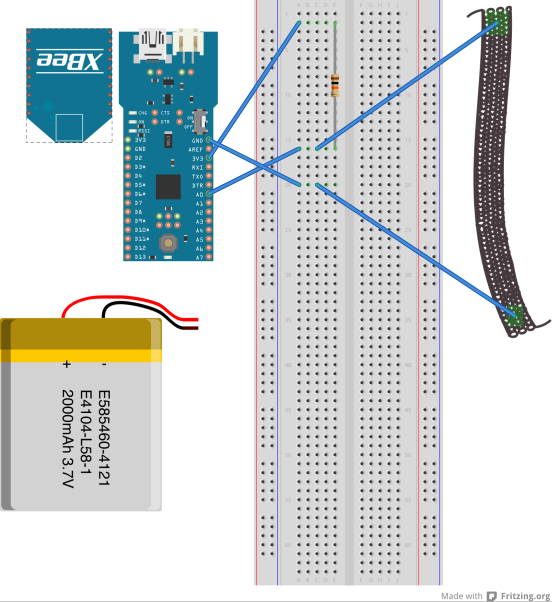 XBee
CHG
ON
RSSI
CTS
DTR
ON
OFF
3V3
GND
D2
D3*
D4
D5*
D6*
D7
D8
D9*
D10*
D11*
D12
D13
GND
AREF
3V3
RXI
TXO
DTR
A0
A1
A2
A3
A4
A5
A6
A7
+ -
E585460-4121
E4104-L58-1
2000mAh 3.7V
Made with Fritzing.org